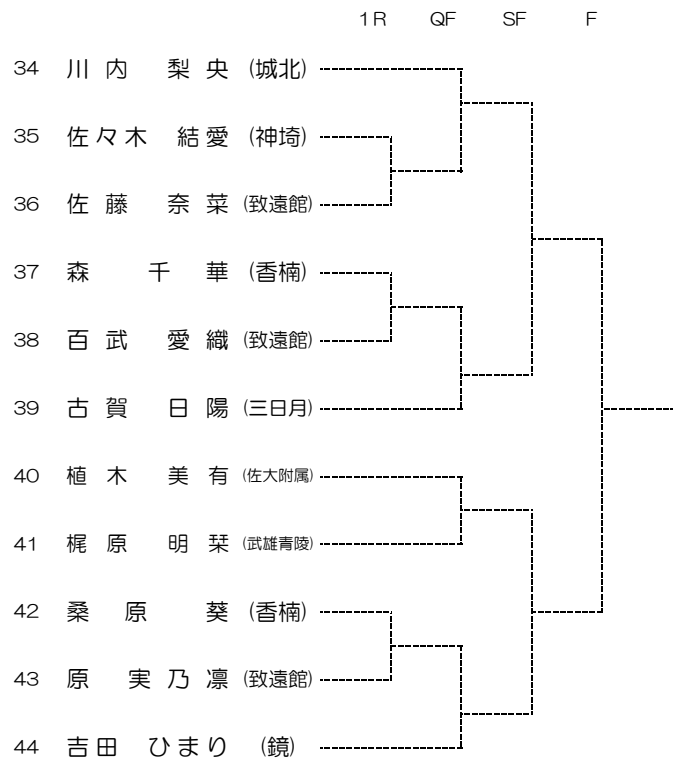 1R QF SF F
34 川内 梨央 (城北)
35 佐々木 結愛 (神埼)
36 佐藤 奈菜 (致遠館)
37 森 千華 (香楠)
38 百武 愛織 (致遠館)
39 古賀 日陽 (三日月)
40 植木 美有 (佐大附属)
41 梶原 明栞 (武雄青陵)
42 桑原 葵 (香楠)
43 原 実乃凛 (致遠館)
44 吉田 ひまり (鏡)